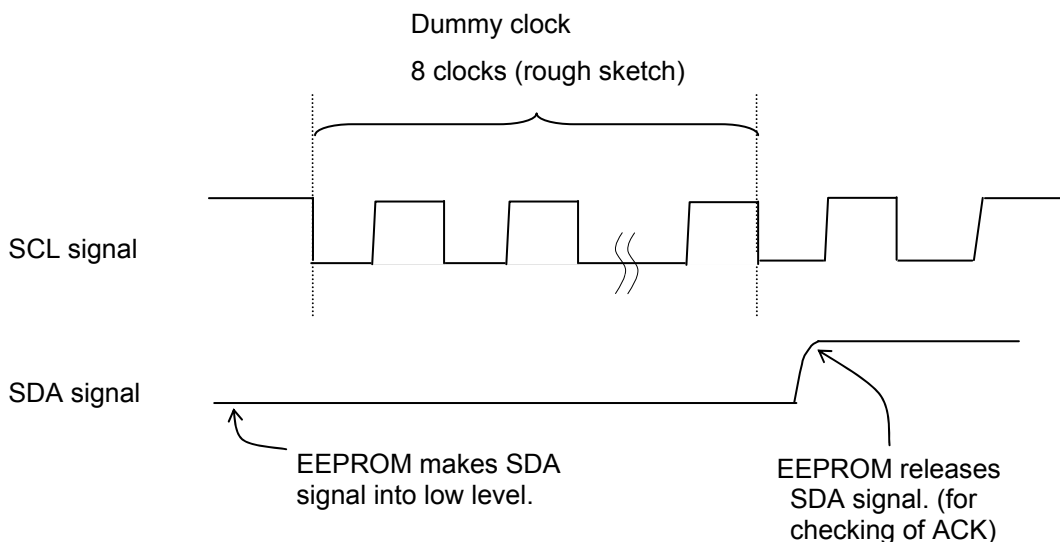 Dummy clock
8 clocks (rough sketch)
SCL signal
SDA signal
EEPROM makes SDA
signal into low level.
EEPROM releases
SDA signal. (for
checking of ACK)